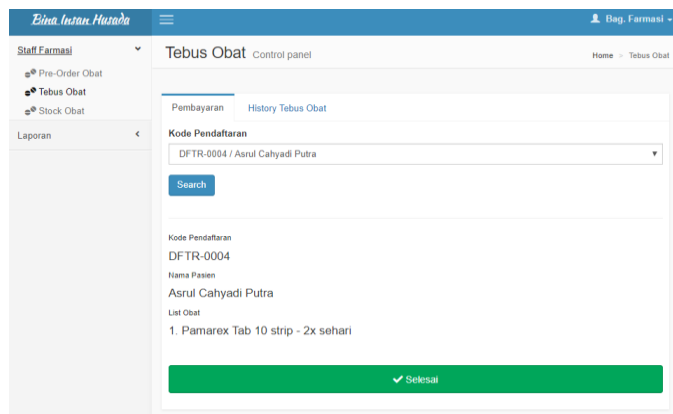 Bina Insan Husada
Bag. Farmasi
Staff Farmasi
Pre-Order Obat
Tebus Obat
Stock Obat
Laporan
Tebus Obat Control panel
Home > Tebus Obat
Pembayaran History Tebus Obat
Kode Pendaftaran
DFTR-0004 / Asrul Cahyadi Putra
Search
Kode Pendaftaran
DFTR-0004
Nama Pasien
Asrul Cahyadi Putra
List Obat
1. Pamarex Tab 10 strip - 2x sehari
Selesai